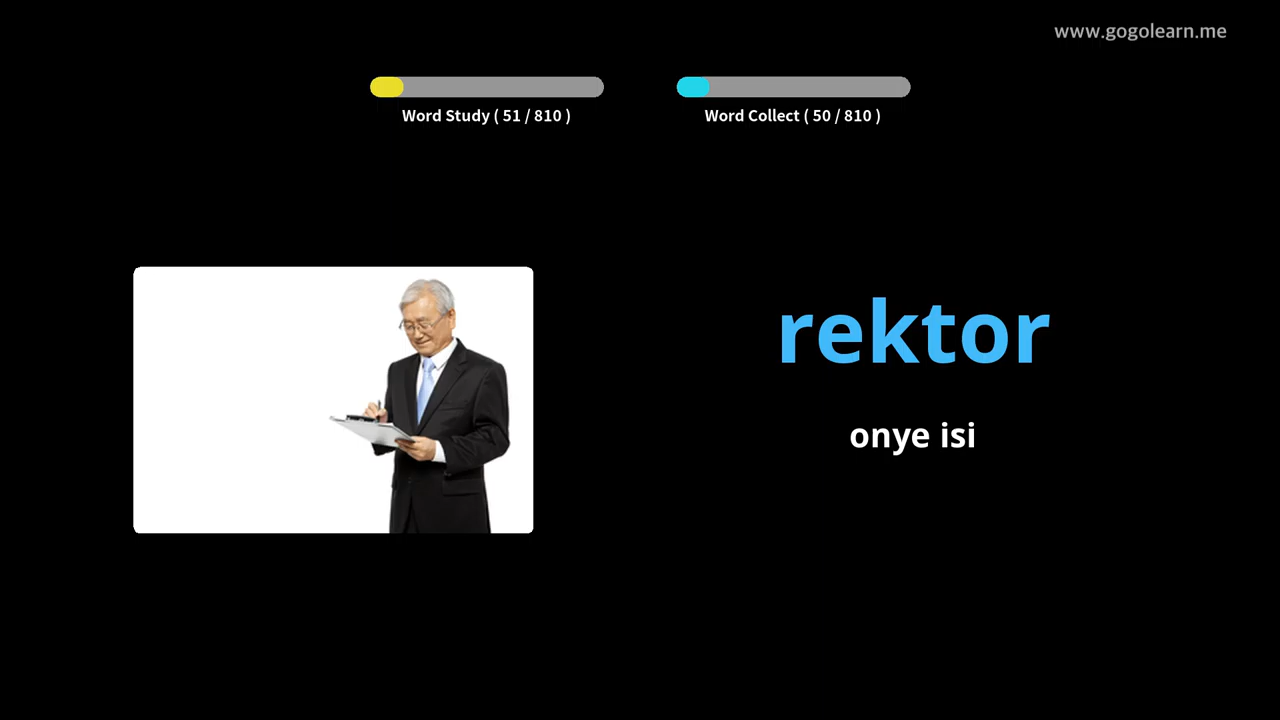 www.gogolearn.me
Word Study ( 51 / 810 )
Word Collect ( 50 / 810 )
rektor
onye isi